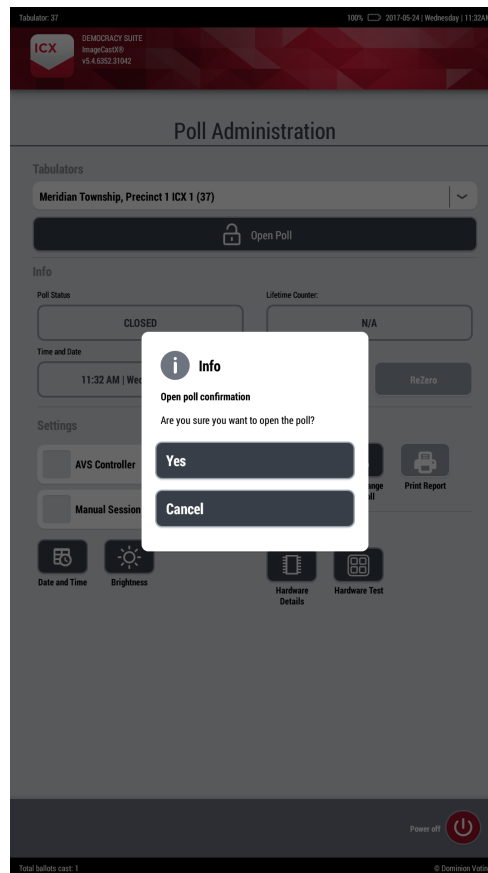 Tabulator: 37
100% 2017-05-24 | Wednesday | 11:32AM
ICX
DEMOCRACY SUITE
ImageCastX®
v5.4.6352.31042
Poll Administration
Tabulators
Meridian Township, Precinct 1 ICX 1 (37)
Open Poll
Info
Poll Status
Lifetime Counter:
CLOSED
N/A
Time and Date
11:32 AM | Wed
ReZero
Info
Open poll confirmation
Are you sure you want to open the poll?
Yes
Cancel
Settings
AVS Controller
Manual Session
Print Report
Date and Time
Brightness
Hardware Details
Hardware Test
Power off
Total ballots cast: 1
© Dominion Votin